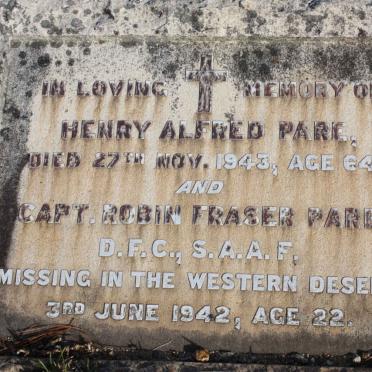 IN LOVING MEMORY OF
HENRY ALFRED PARE,
DIED 27TH NOV. 1943, AGE 64
AND
CAPT. ROBIN FRASER PARE
D.F.C., S.A.A.F.
MISSING IN THE WESTERN DESER
3RD JUNE 1942, AGE 22.